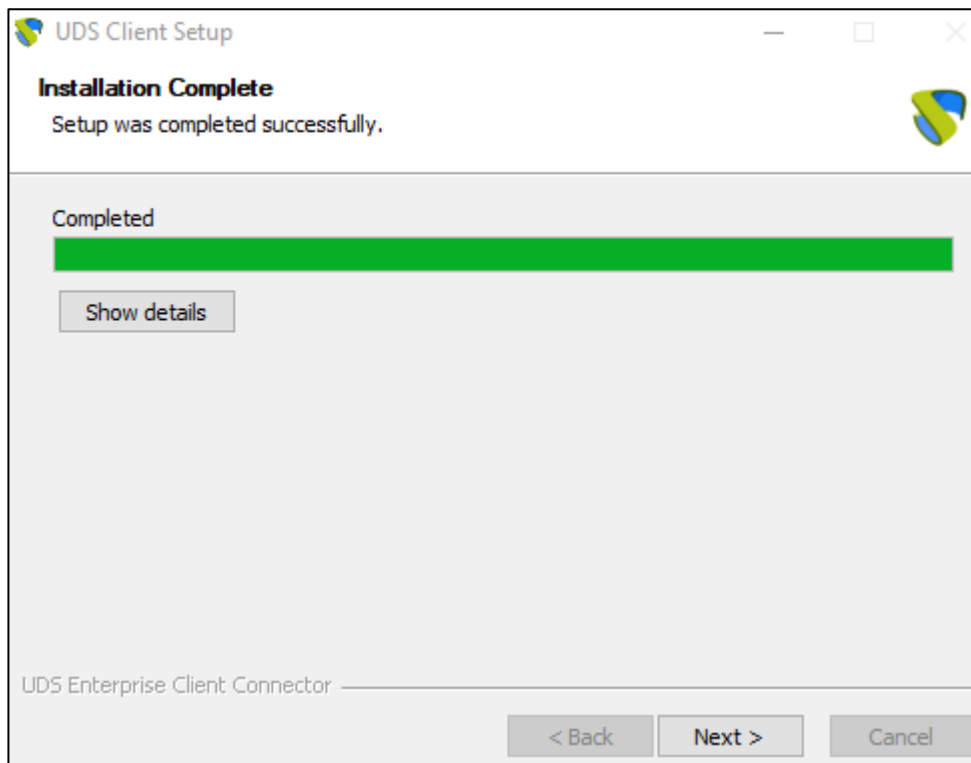 UDS Client Setup
Installation Complete
Setup was completed successfully.
Completed
Show details
UDS Enterprise Client Connector
< Back Next > Cancel